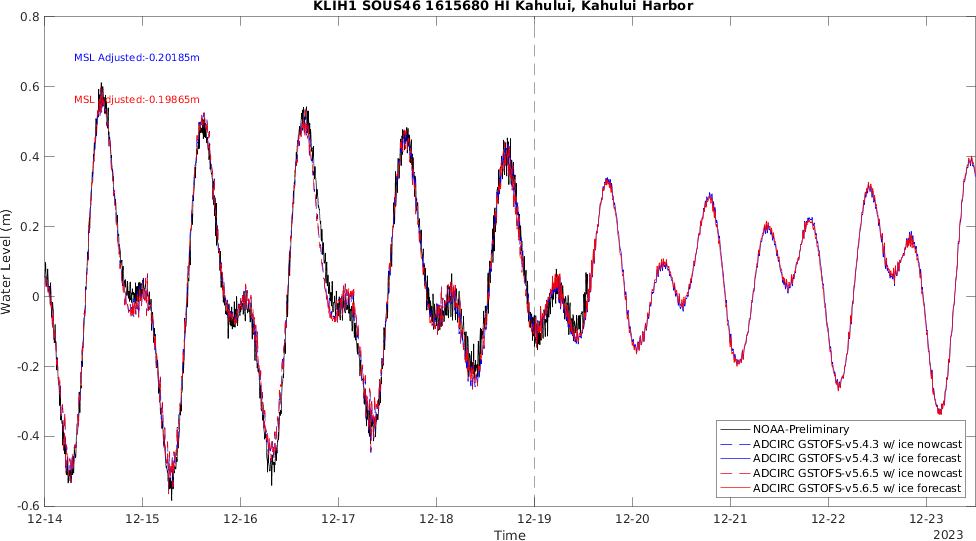 KLIH1 SOUS46 1615680 HI Kahului, Kahului Harbor
0.8
MSL Adjusted:-0.20185m
0.6
MSL Adjusted:-0.19865m
0.4
0.2
Water Level (m)
0
-0.2
-0.4
-0.6
NOAA-Preliminary
ADCIRC GSTOFS-v5.4.3 w/ ice nowcast
ADCIRC GSTOFS-v5.4.3 w/ ice forecast
ADCIRC GSTOFS-v5.6.5 w/ ice nowcast
ADCIRC GSTOFS-v5.6.5 w/ ice forecast
12-14 12-15 12-16 12-17 12-18 12-19 12-20 12-21 12-22 12-23
Time
2023